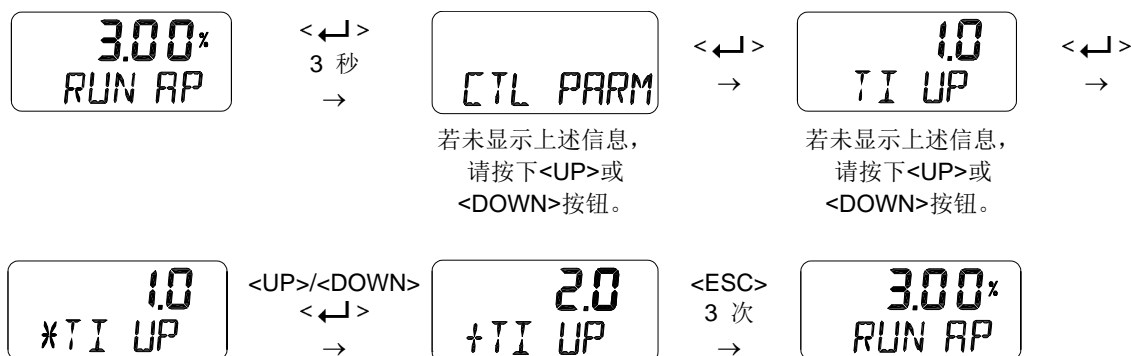 3.00%
RUN AP
<↵>
3 秒
→
CTL PARM
若未显示上述信息，
请按下<UP>或
<DOWN>按钮。
<↵>
→
1.0
TI UP
若未显示上述信息，
请按下<UP>或
<DOWN>按钮。
<↵>
→
1.0
*TI UP
<UP>/<DOWN>
<↵>
→
2.0
+TI UP
<ESC>
3 次
→
3.00%
RUN AP